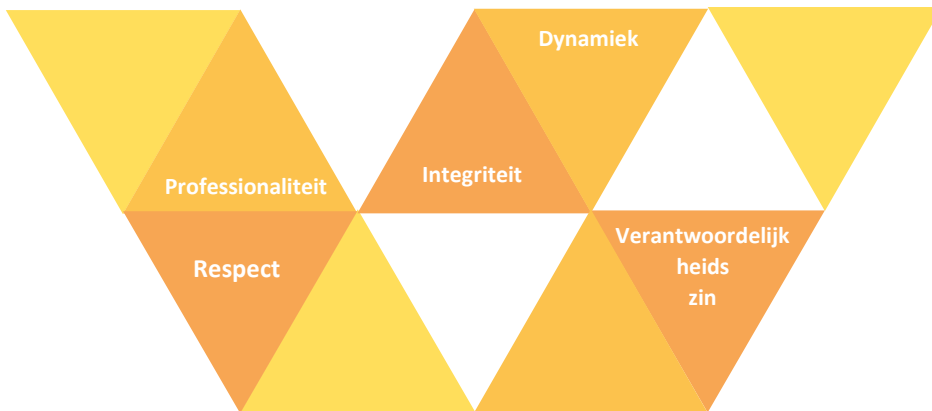 Dynamiek
Professionaliteit
Integriteit
Respect
Verantwoordelijk
heids
zin